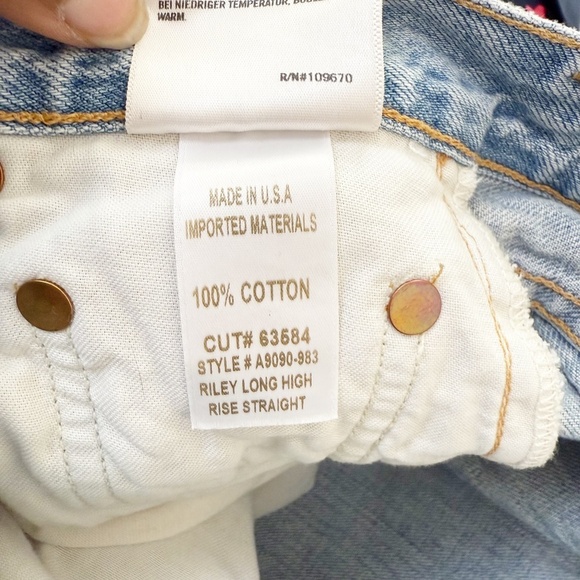 BEI NIEDRIGER TEMPERATUR,
WARM.
R/N#109670
MADE IN U.S.A
IMPORTED MATERIALS
100% COTTON
CUT# 63584
STYLE # A9090-983
RILEY LONG HIGH
RISE STRAIGHT